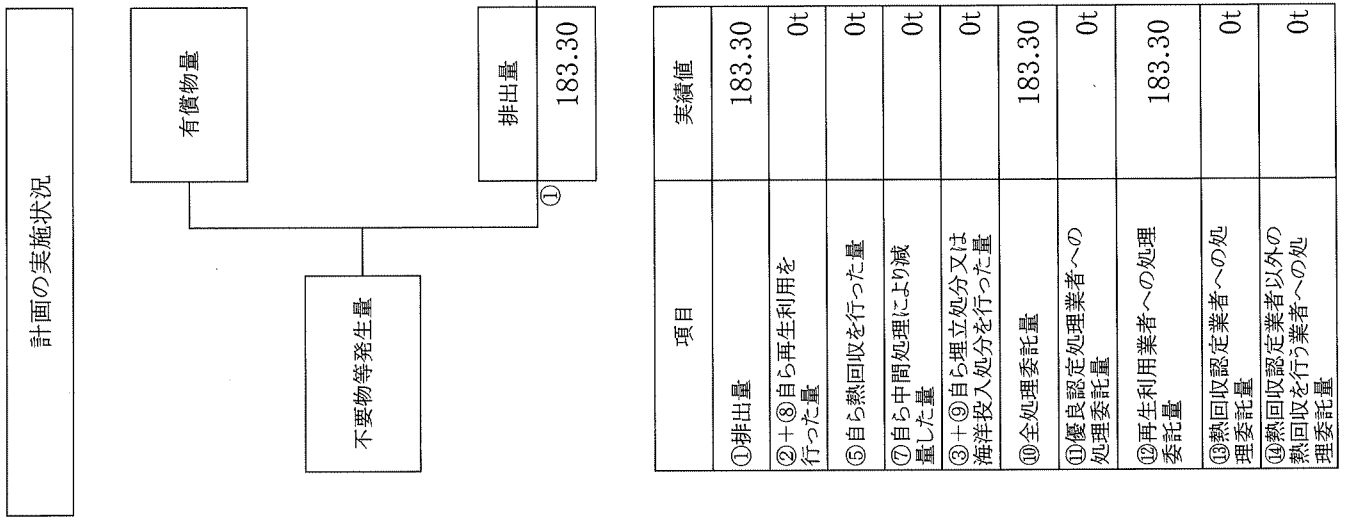 計画の実施状況
有償物量
不要物等発生量
排出量
183.30
①
項目
実績値
①排出量
183.30
②+⑧自ら再生利用を
行った量
0t
⑤自ら熱回収を行った量
0t
⑦自ら中間処理により減
量した量
0t
③+⑨自ら埋立処分又は
海洋投入処分を行った量
0t
⑩全処理委託量
183.30
⑪優良認定処理業者への
処理委託量
0t
⑫再生利用業者への処理
委託量
183.30
⑬熱回収認定業者への処
理委託量
0t
⑭熱回収認定業者以外の
熱回収を行う業者への処
理委託量
0t